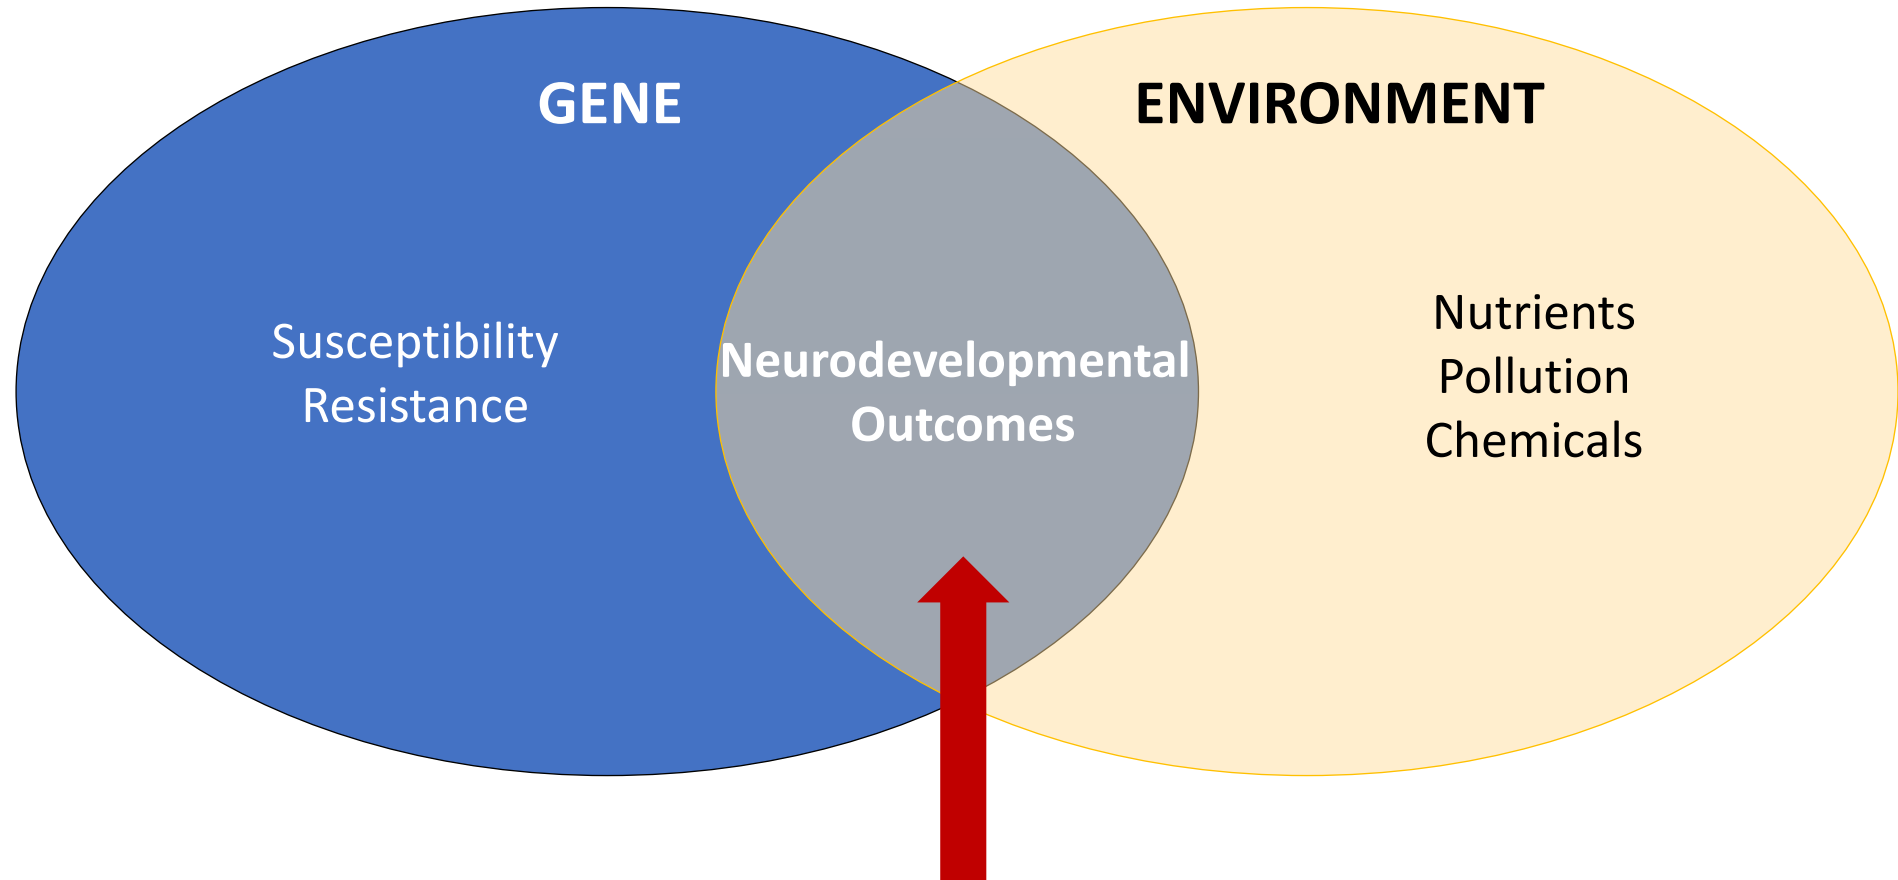 GENE
ENVIRONMENT
Susceptibility
Resistance
Neurodevelopmental
Outcomes
Nutrients
Pollution
Chemicals